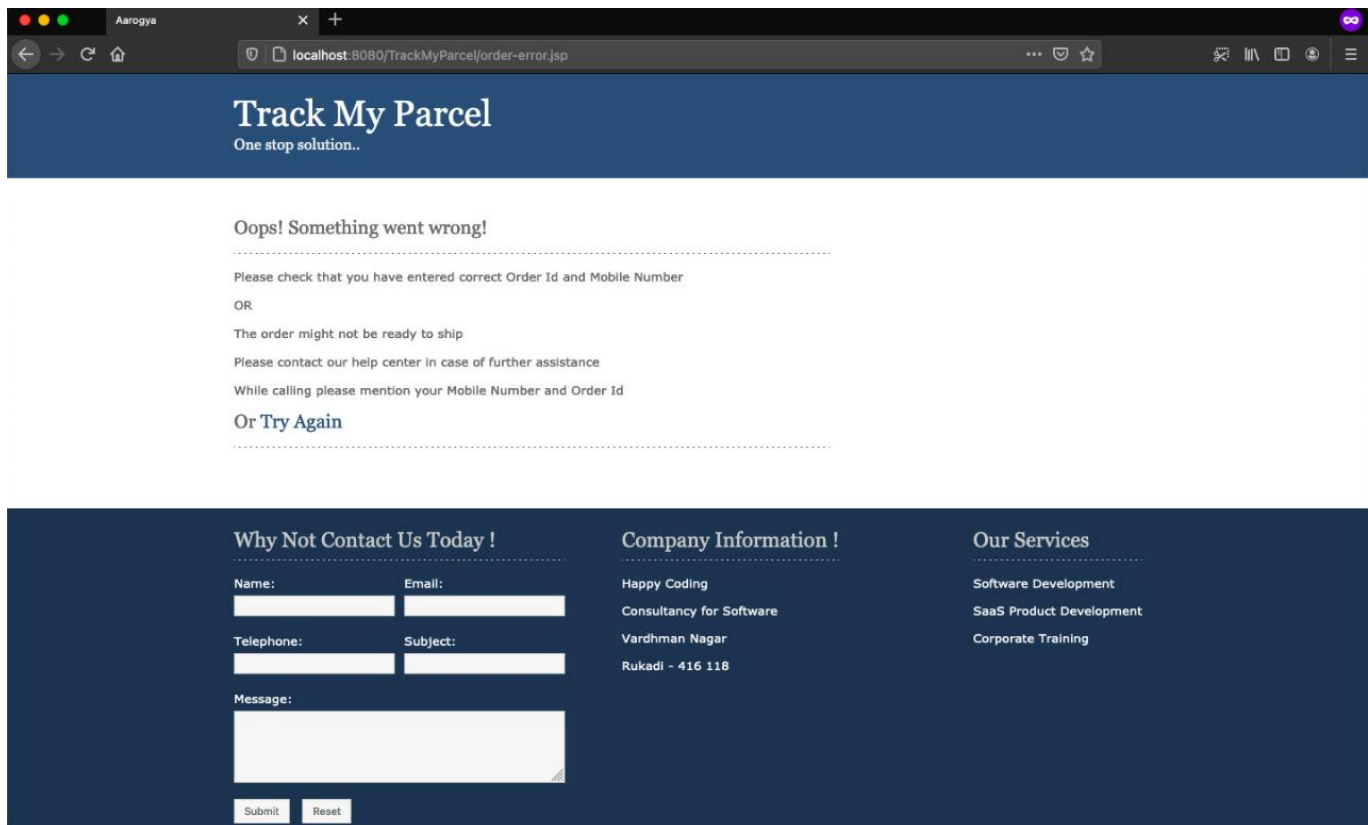 Aarogya
localhost:8080/TrackMyParcel/order-error.jsp
Track My Parcel
One stop solution..
Oops! Something went wrong!
Please check that you have entered correct Order Id and Mobile Number
OR
The order might not be ready to ship
Please contact our help center in case of further assistance
While calling please mention your Mobile Number and Order Id
Or Try Again
Why Not Contact Us Today !
Name: Email:
Telephone: Subject:
Message:
Submit Reset
Company Information !
Happy Coding
Consultancy for Software
Vardhman Nagar
Rukadi - 416 118
Our Services
Software Development
SaaS Product Development
Corporate Training